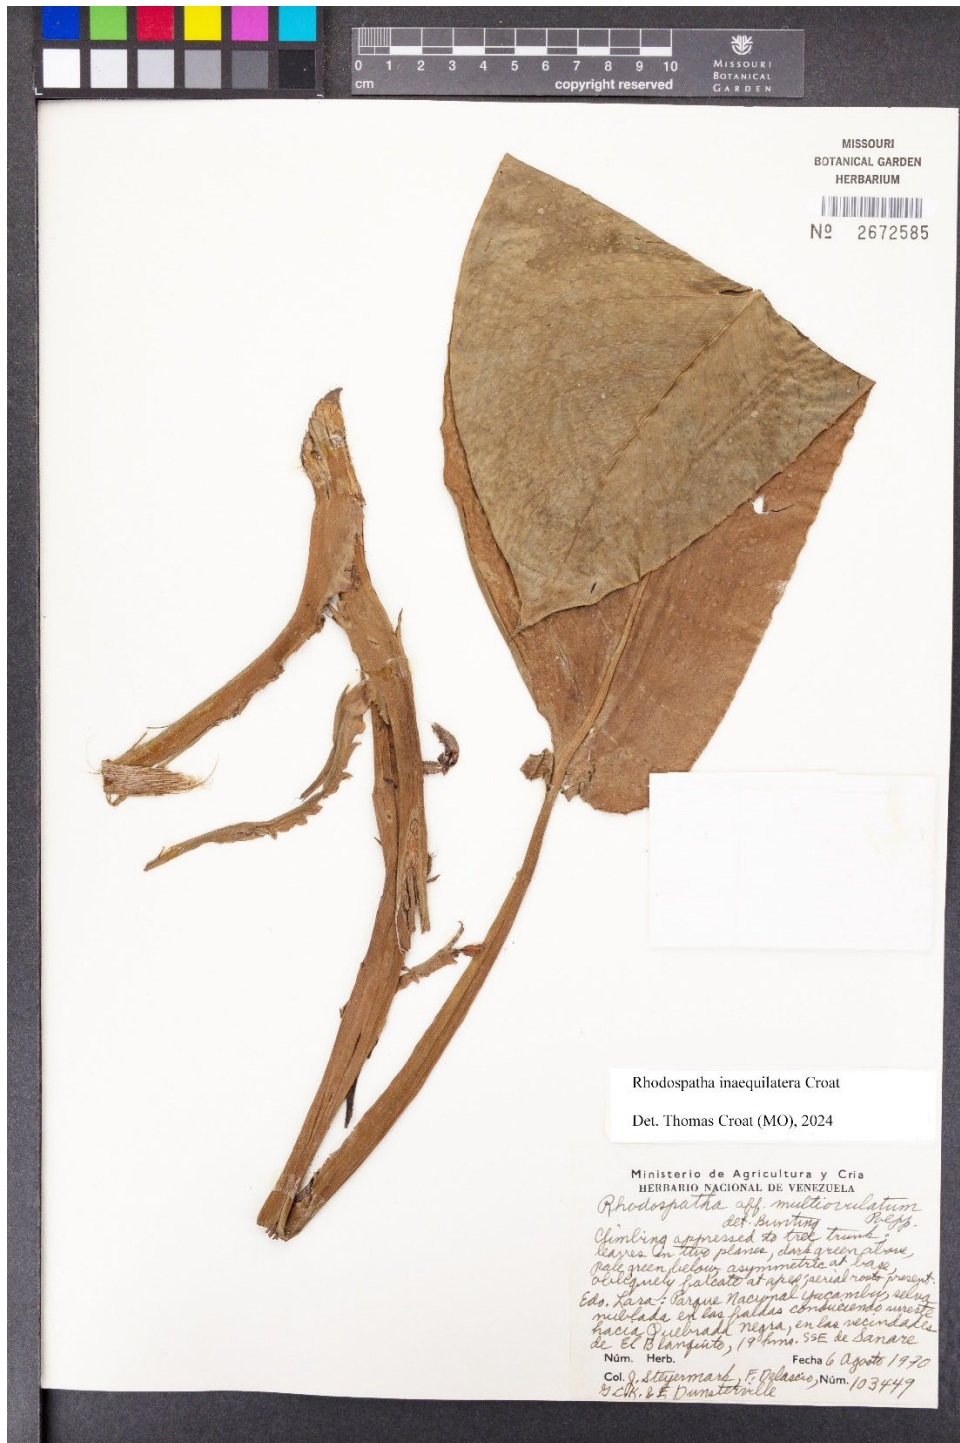 0 1 2 3 4 5 6 7 8 9 10
cm
copyright reserved
MISSOURI
BOTANICAL
GARDEN
MISSOURI
BOTANICAL GARDEN
HERBARIUM
Nº 2672585
Rhodospatha inaequilatera Croat
Det. Thomas Croat (MO), 2024
Ministerio de Agricultura y Cria
HERBARIO NACIONAL DE VENEZUELA
Rhodospatha aff. multiovulatum
det. Bunting Poepp.
Climbing appressed to tree trunk;
leaves in two planes, dark green above,
pale green below, asymmetric at base,
obliquely falcate at apex; aerial roots present.
Edo. Lara: Parque Nacional Yacambú, selva
nublada en las faldas conduciendo sureste
hacia Quebrada Negra, en las vecindades
de El Blanquito, 19 kms. SSE de Sanare
Núm. Herb. Fecha 6 Agosto 1970
Col. J. Steyermark, F. Delascio, Núm. 103449
G.C.K. & E. Dunsterville